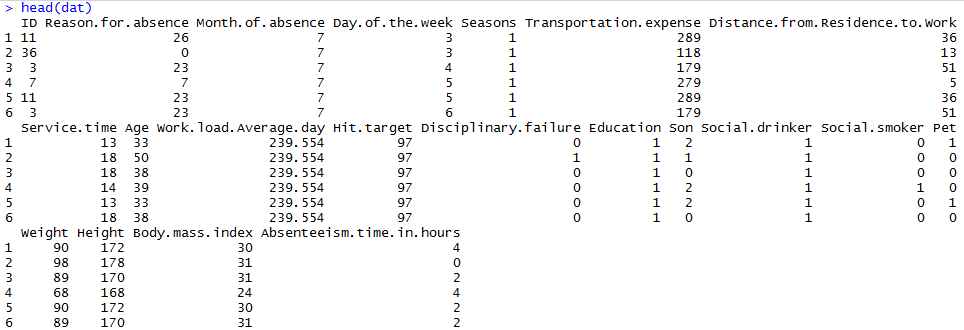 > head(dat)
  ID Reason.for.absence Month.of.absence Day.of.the.week Seasons Transportation.expense Distance.from.Residence.to.Work
1 11                 26                7               3       1                    289                              36
2 36                  0                7               3       1                    118                              13
3  3                 23                7               4       1                    179                              51
4  7                  7                7               5       1                    279                               5
5 11                 23                7               5       1                    289                              36
6  3                 23                7               6       1                    179                              51
  Service.time Age Work.load.Average.day Hit.target Disciplinary.failure Education Son Social.drinker Social.smoker Pet
1           13  33               239.554         97                    0         1   2              1             0   1
2           18  50               239.554         97                    1         1   1              1             0   0
3           18  38               239.554         97                    0         1   0              1             0   0
4           14  39               239.554         97                    0         1   2              1             1   0
5           13  33               239.554         97                    0         1   2              1             0   1
6           18  38               239.554         97                    0         1   0              1             0   0
  Weight Height Body.mass.index Absenteeism.time.in.hours
1     90    172              30                         4
2     98    178              31                         0
3     89    170              31                         2
4     68    168              24                         4
5     90    172              30                         2
6     89    170              31                         2